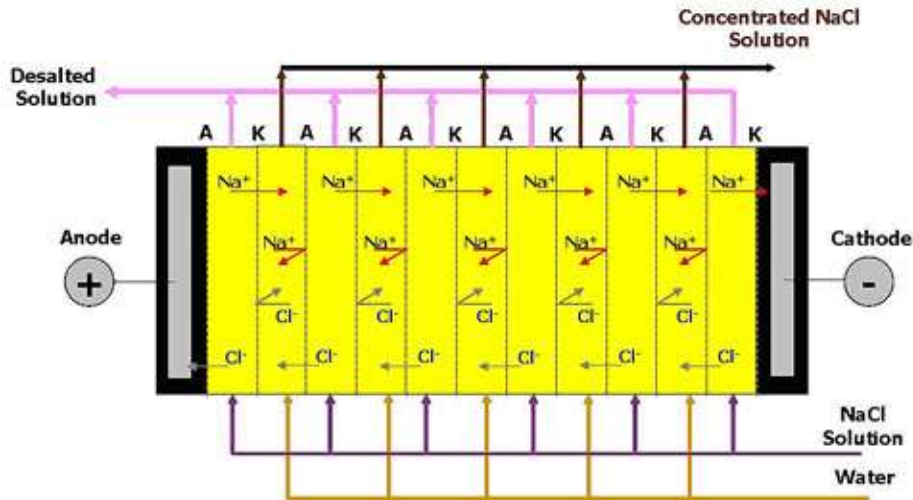 Concentrated NaCl
Solution
Desalted
Solution
A K A K A K A K A K A K
Na⁺ Na⁺ Na⁺ Na⁺ Na⁺ Na⁺
Anode
Na⁺ Na⁺ Na⁺ Na⁺ Na⁺
Cathode
+
-
Cl⁻ Cl⁻ Cl⁻ Cl⁻ Cl⁻
Cl⁻ Cl⁻ Cl⁻ Cl⁻ Cl⁻ Cl⁻
NaCl
Solution
Water